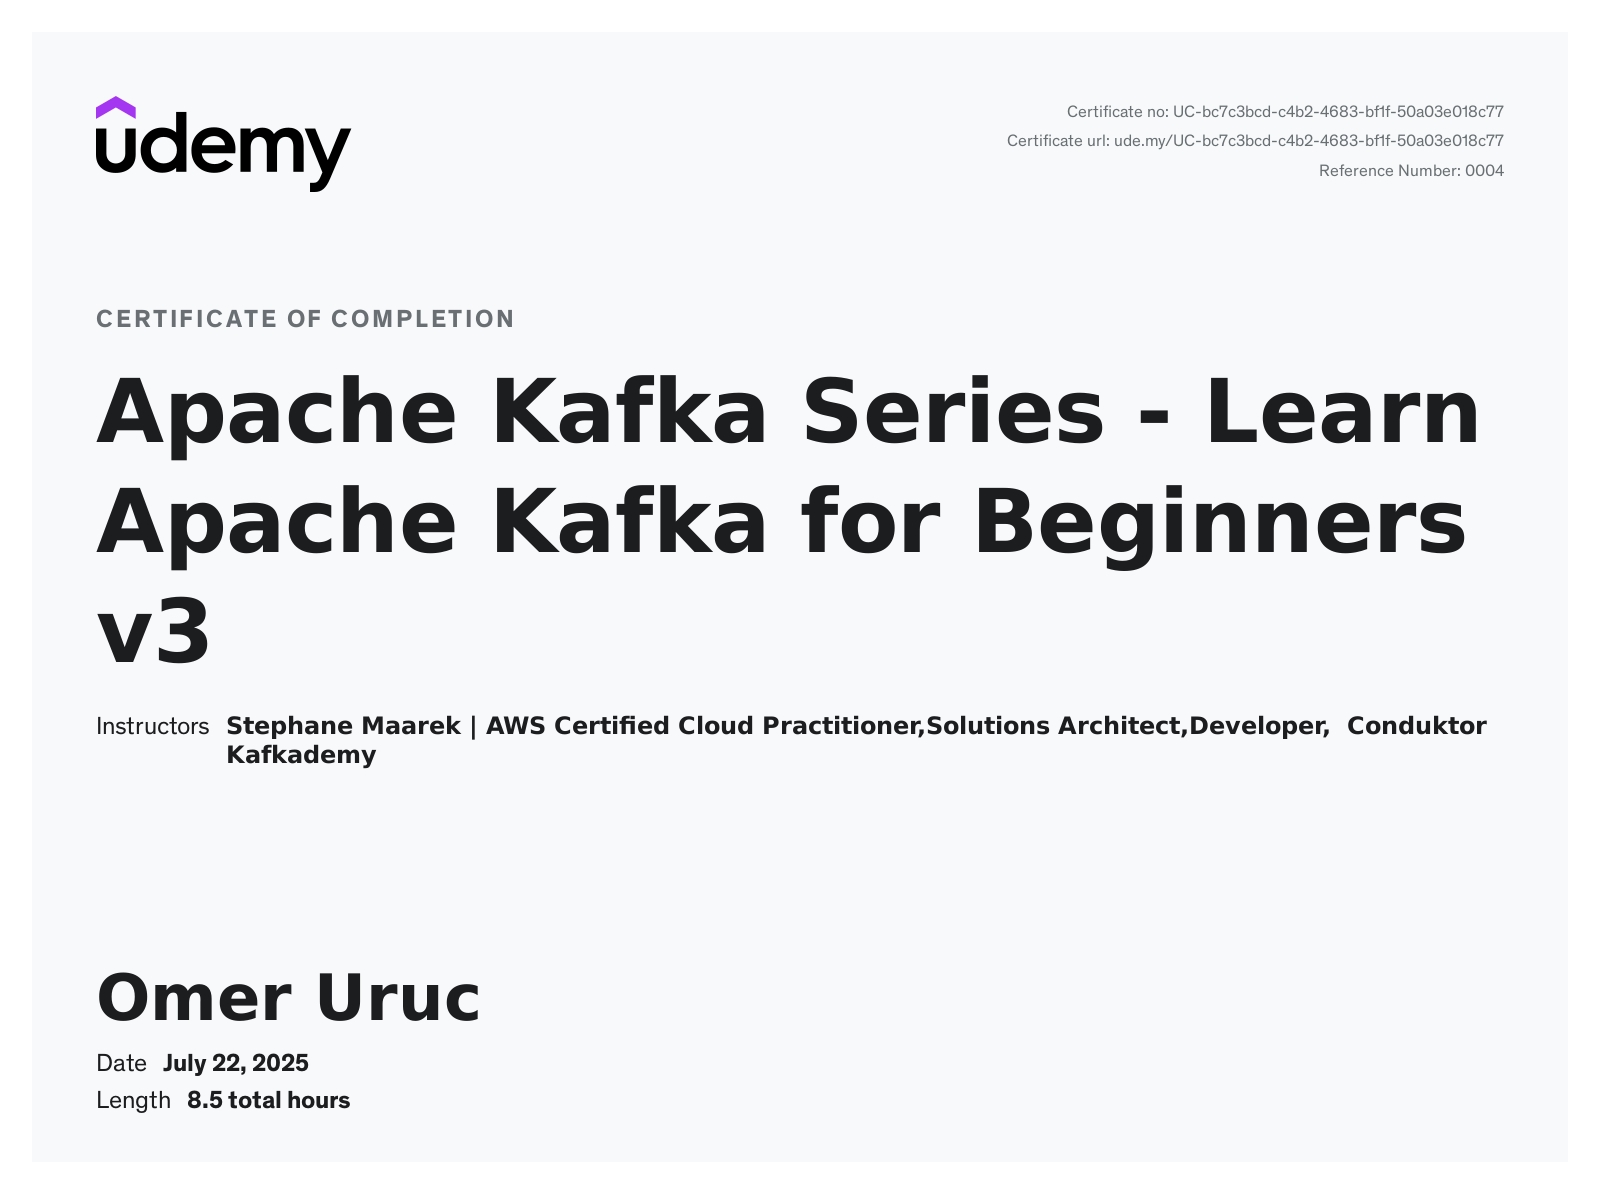 udemy
Certificate no: UC-bc7c3bcd-c4b2-4683-bf1f-50a03e018c77
Certificate url: ude.my/UC-bc7c3bcd-c4b2-4683-bf1f-50a03e018c77
Reference Number: 0004
CERTIFICATE OF COMPLETION
Apache Kafka Series - Learn
Apache Kafka for Beginners
v3
Instructors Stephane Maarek | AWS Certified Cloud Practitioner,Solutions Architect,Developer, Conduktor
Kafkademy
Omer Uruc
Date July 22, 2025
Length 8.5 total hours